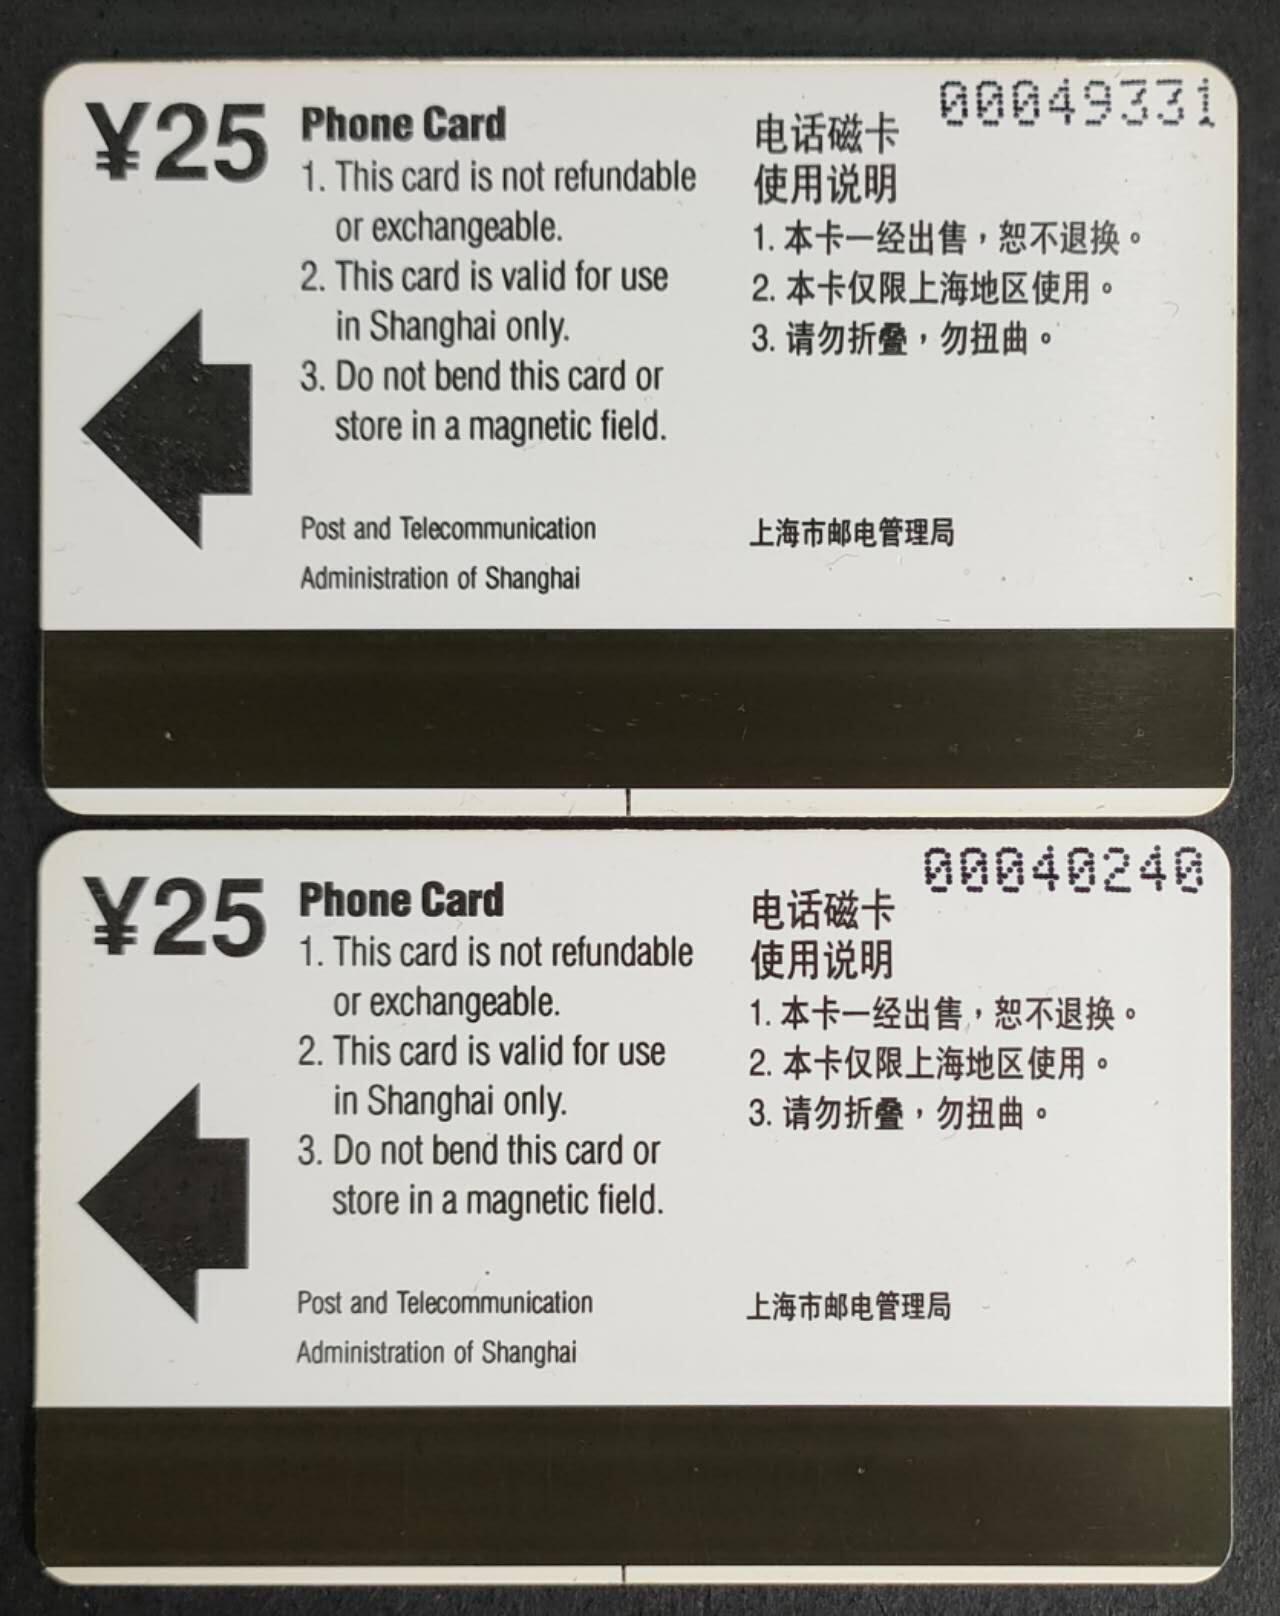 ¥25
Phone Card
1. This card is not refundable
or exchangeable.
2. This card is valid for use
in Shanghai only.
3. Do not bend this card or
store in a magnetic field.
Post and Telecommunication
Administration of Shanghai
00049331
电话磁卡
使用说明
1. 本卡一经出售，恕不退换。
2. 本卡仅限上海地区使用。
3. 请勿折叠，勿扭曲。
上海市邮电管理局
¥25
Phone Card
1. This card is not refundable
or exchangeable.
2. This card is valid for use
in Shanghai only.
3. Do not bend this card or
store in a magnetic field.
Post and Telecommunication
Administration of Shanghai
00040240
电话磁卡
使用说明
1. 本卡一经出售，恕不退换。
2. 本卡仅限上海地区使用。
3. 请勿折叠，勿扭曲。
上海市邮电管理局